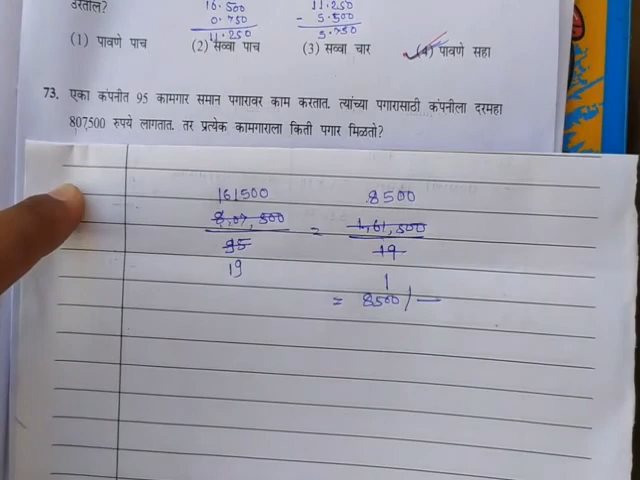 उरतील?
16.500
0.750
11.250
11.250
- 5.500
5.750
(1) पावणे पाच (2) सव्वा पाच (3) सव्वा चार (4) पावणे सहा
73. एका कंपनीत 95 कामगार समान पगारावर काम करतात. त्यांच्या पगारासाठी कंपनीला दरमहा
807500 रुपये लागतात. तर प्रत्येक कामगाराला किती पगार मिळतो?
161500 8500
8,07,500 = 1,61,500
95 19
19 1
= 8500/—